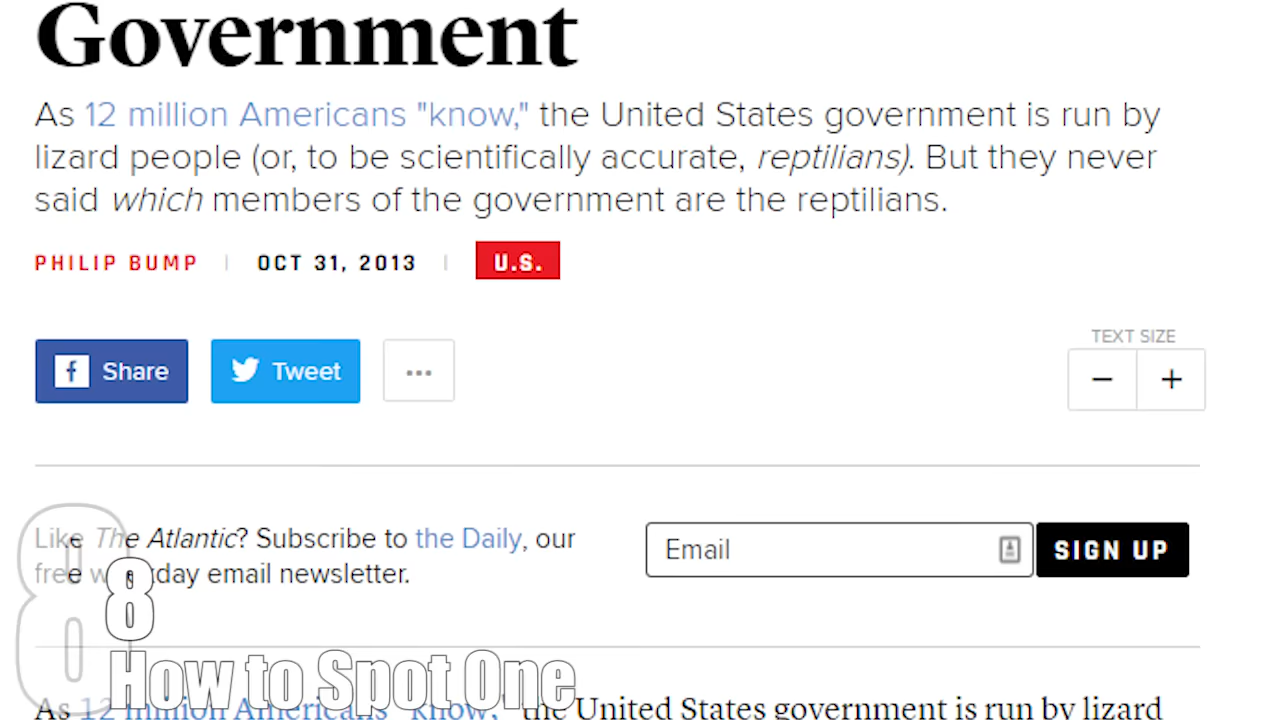 Government
As 12 million Americans "know," the United States government is run by
lizard people (or, to be scientifically accurate, reptilians). But they never
said which members of the government are the reptilians.
PHILIP BUMP | OCT 31, 2013 | U.S.
TEXT SIZE
f Share Tweet ... − +
Like The Atlantic? Subscribe to the Daily, our
free weekday email newsletter.
Email SIGN UP
8
8
How to Spot One
As 12 million Americans "know," the United States government is run by lizard